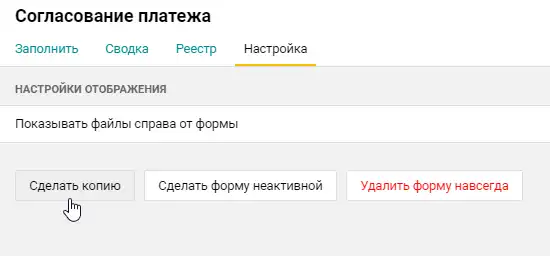 Согласование платежа
Заполнить Сводка Реестр Настройка
НАСТРОЙКИ ОТОБРАЖЕНИЯ
Показывать файлы справа от формы
Сделать копию Сделать форму неактивной Удалить форму навсегда